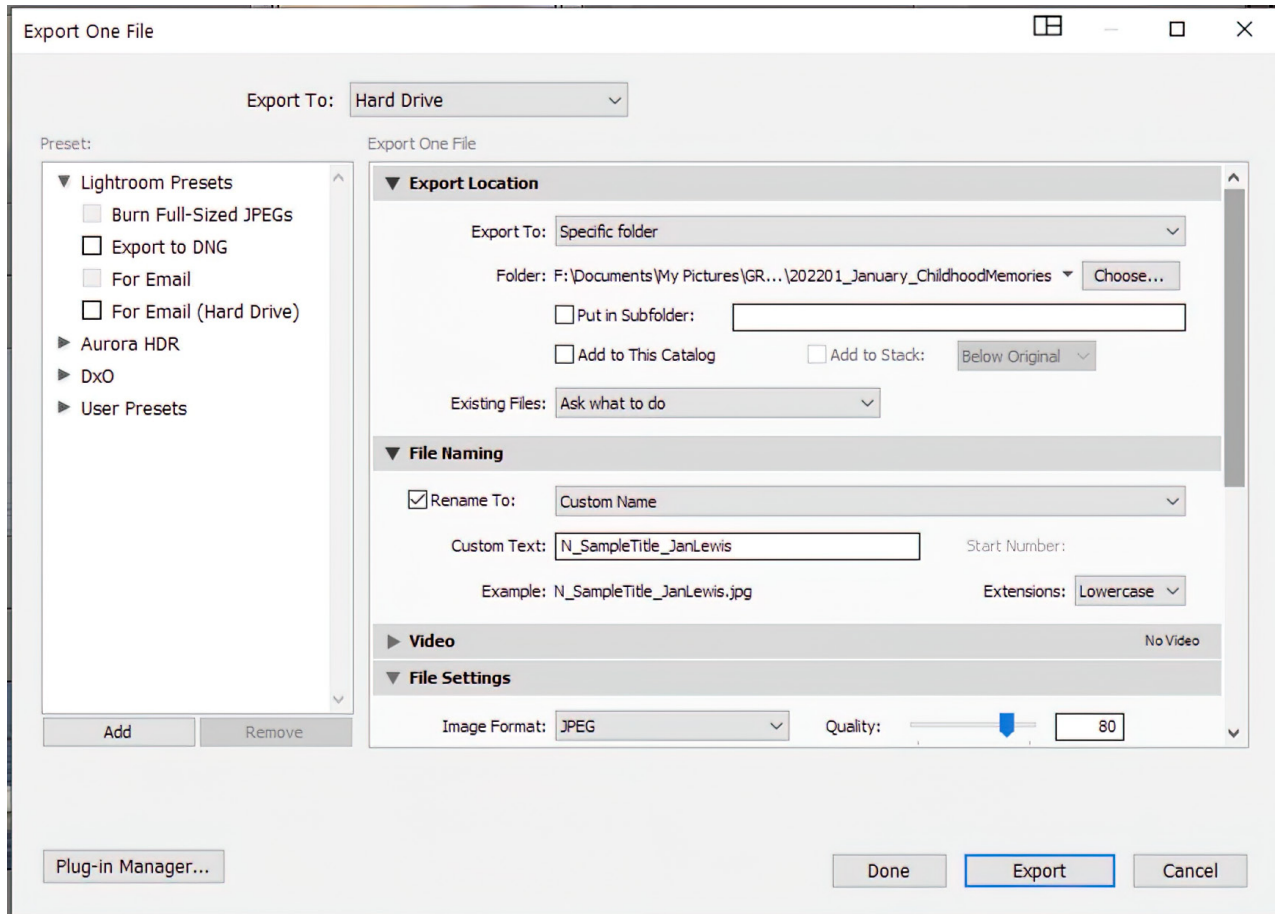 Export One File
Export To: Hard Drive
Preset:
Export One File
Lightroom Presets
Burn Full-Sized JPEGs
Export to DNG
For Email
For Email (Hard Drive)
Aurora HDR
DxO
User Presets
Add Remove
Export Location
Export To: Specific folder
Folder: F:\Documents\My Pictures\GR...\202201_January_ChildhoodMemories Choose...
Put in Subfolder:
Add to This Catalog Add to Stack: Below Original
Existing Files: Ask what to do
File Naming
Rename To: Custom Name
Custom Text: N_SampleTitle_JanLewis Start Number:
Example: N_SampleTitle_JanLewis.jpg Extensions: Lowercase
Video No Video
File Settings
Image Format: JPEG Quality: 80
Plug-in Manager... Done Export Cancel